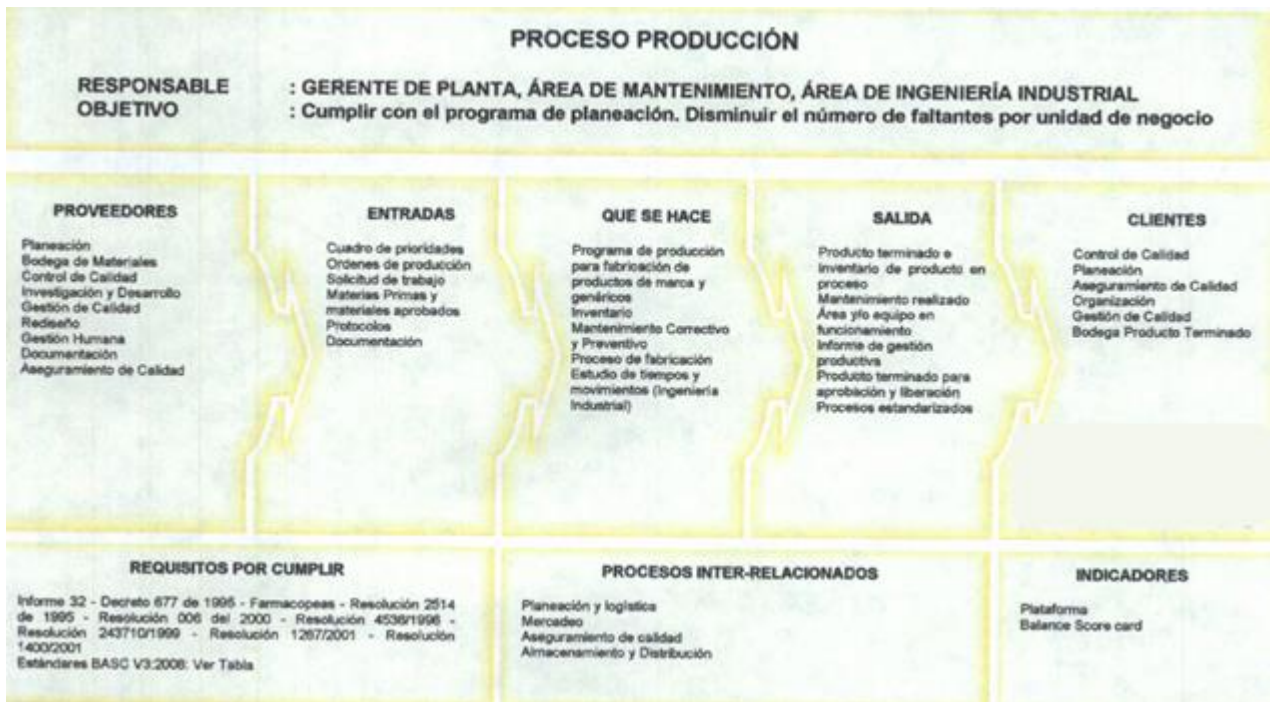 PROCESO PRODUCCIÓN
RESPONSABLE : GERENTE DE PLANTA, ÁREA DE MANTENIMIENTO, ÁREA DE INGENIERÍA INDUSTRIAL
OBJETIVO : Cumplir con el programa de planeación. Disminuir el número de faltantes por unidad de negocio
PROVEEDORES
Planeación
Bodega de Materiales
Control de Calidad
Investigación y Desarrollo
Gestión de Calidad
Rediseño
Gestión Humana
Documentación
Aseguramiento de Calidad
ENTRADAS
Cuadro de prioridades
Ordenes de producción
Solicitud de trabajo
Materias Primas y
materiales aprobados
Protocolos
Documentación
QUE SE HACE
Programa de producción
para fabricación de
productos de marca y
genéricos
Inventario
Mantenimiento Correctivo
y Preventivo
Proceso de fabricación
Estudio de tiempos y
movimientos (Ingeniería
Industrial)
SALIDA
Producto terminado e
Inventario de producto en
proceso
Mantenimiento realizado
Área y/o equipo en
funcionamiento
Informe de gestión
productiva
Producto terminado para
aprobación y liberación
Procesos estandarizados
CLIENTES
Control de Calidad
Planeación
Aseguramiento de Calidad
Organización
Gestión de Calidad
Bodega Producto Terminado
REQUISITOS POR CUMPLIR
Informe 32 - Decreto 677 de 1995 - Farmacopeas - Resolución 2514
de 1995 - Resolución 006 del 2000 - Resolución 4536/1996 -
Resolución 243710/1999 - Resolución 1267/2001 - Resolución
1400/2001
Estándares BASC V3:2008: Ver Tabla
PROCESOS INTER-RELACIONADOS
Planeación y logística
Mercadeo
Aseguramiento de calidad
Almacenamiento y Distribución
INDICADORES
Plataforma
Balance Score card